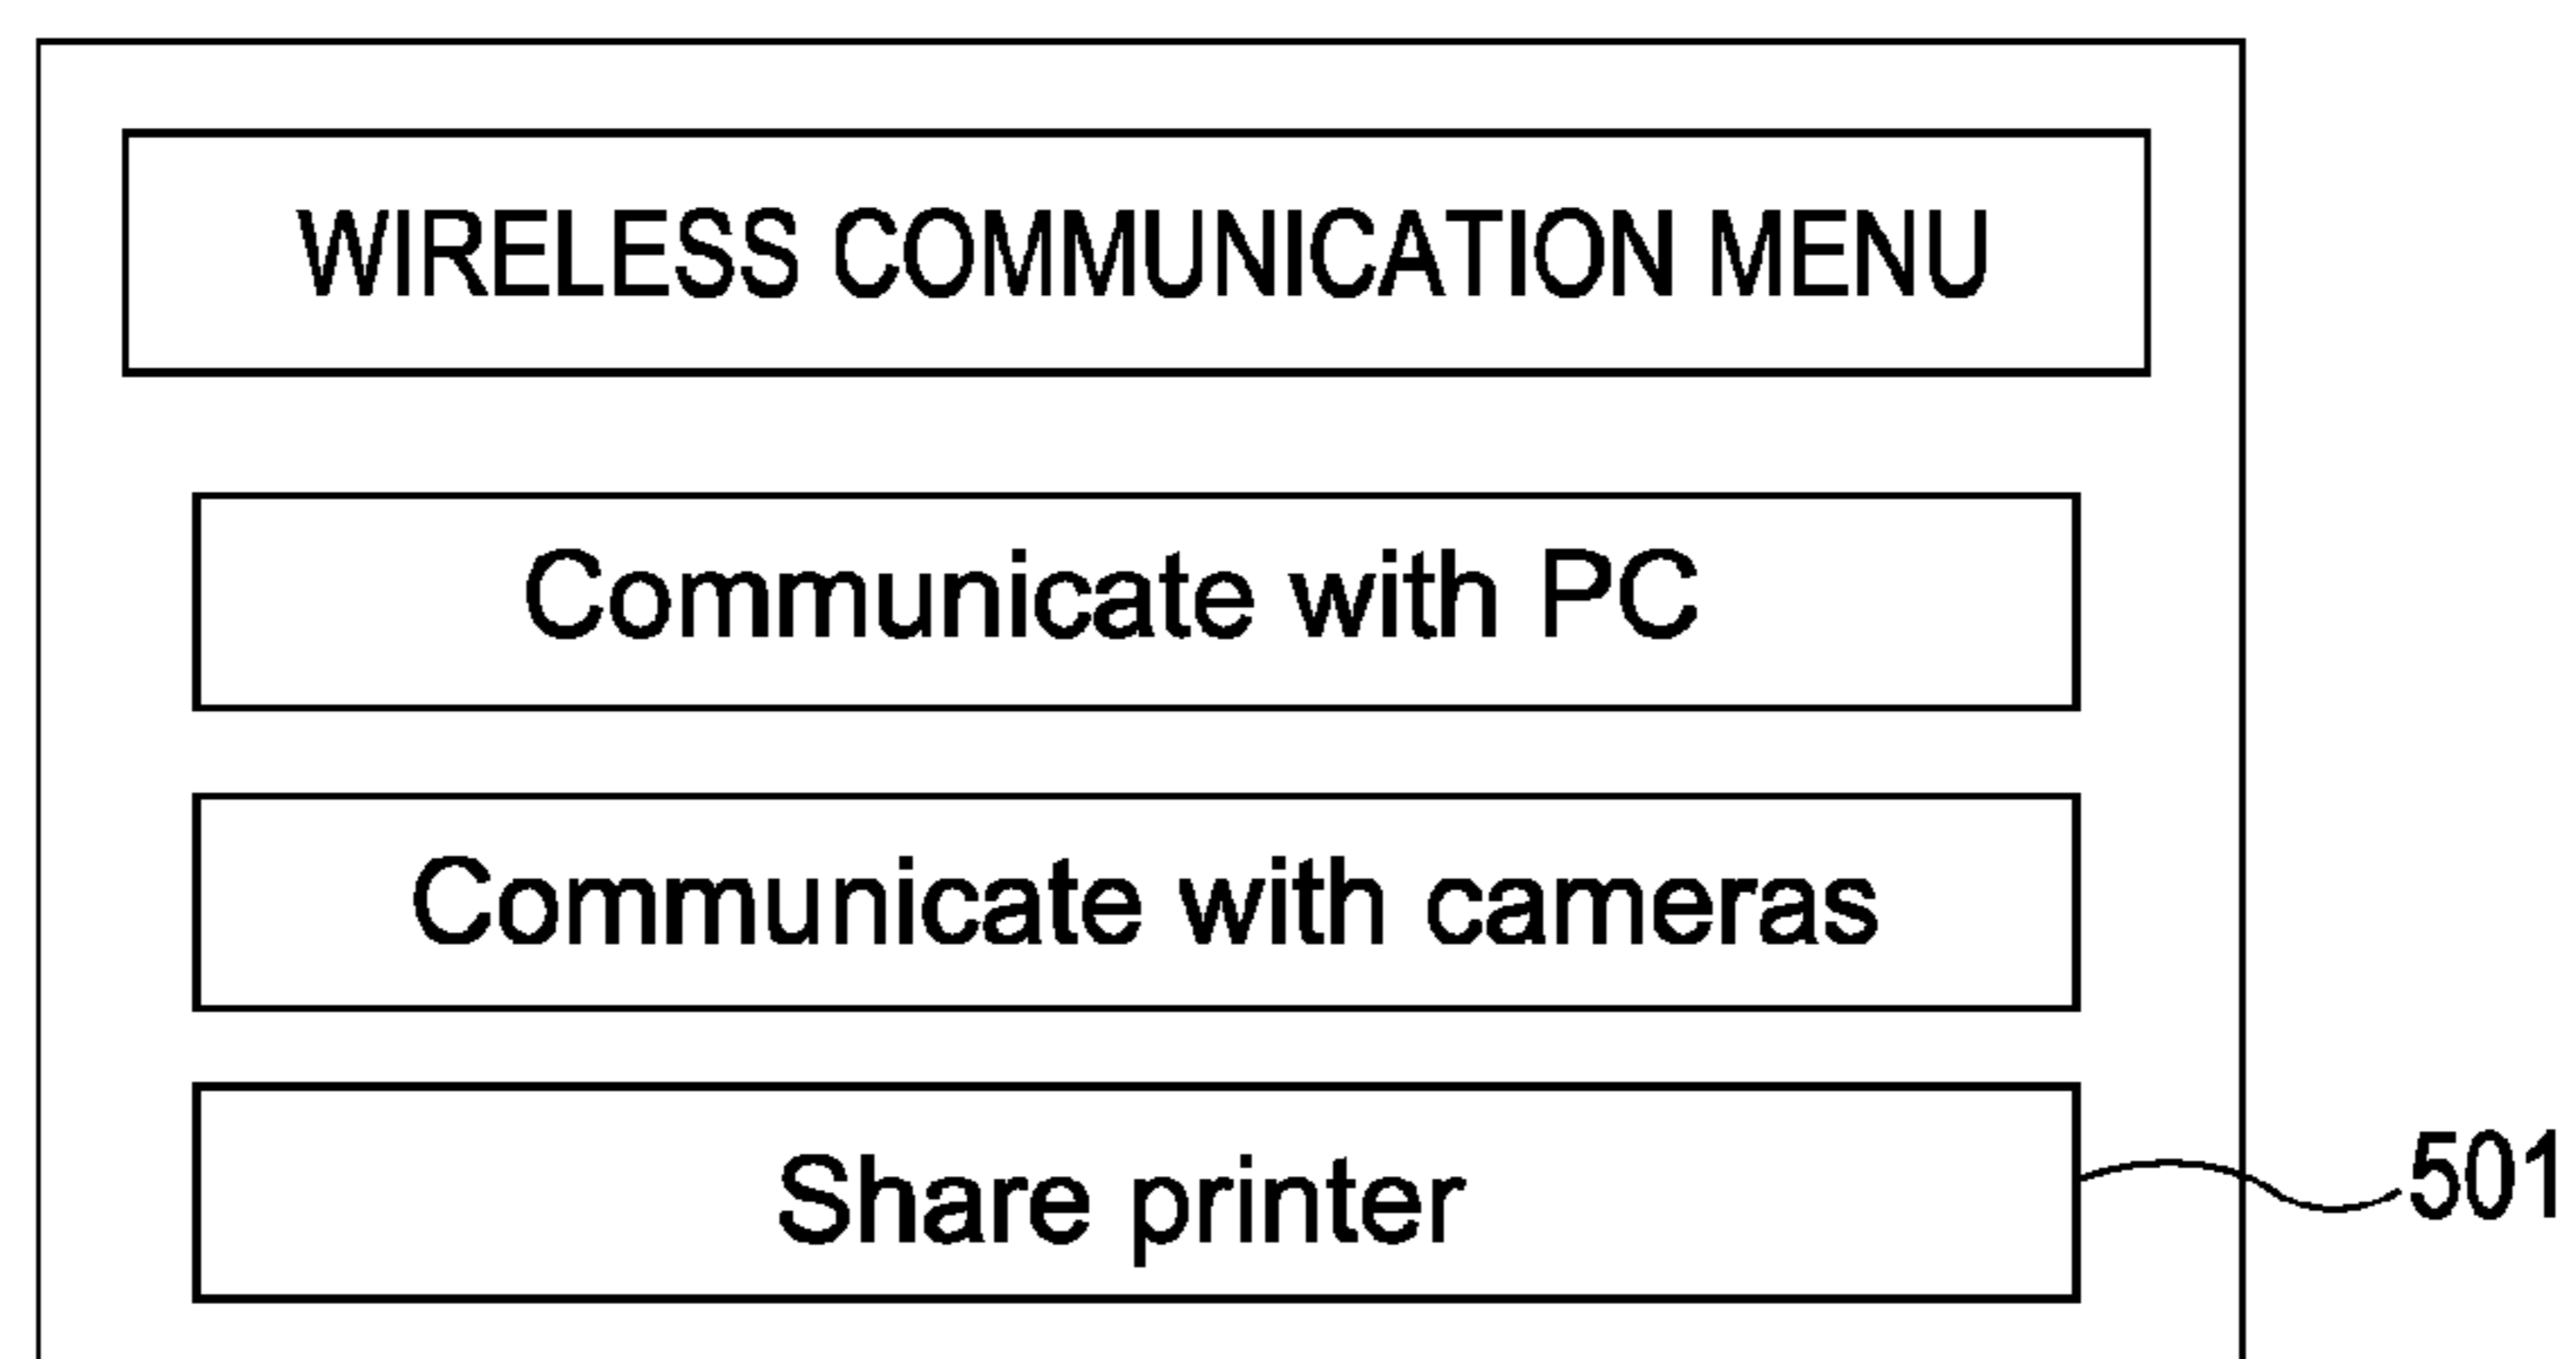 WIRELESS COMMUNICATION MENU
Communicate with PC
Communicate with cameras
Share printer
501